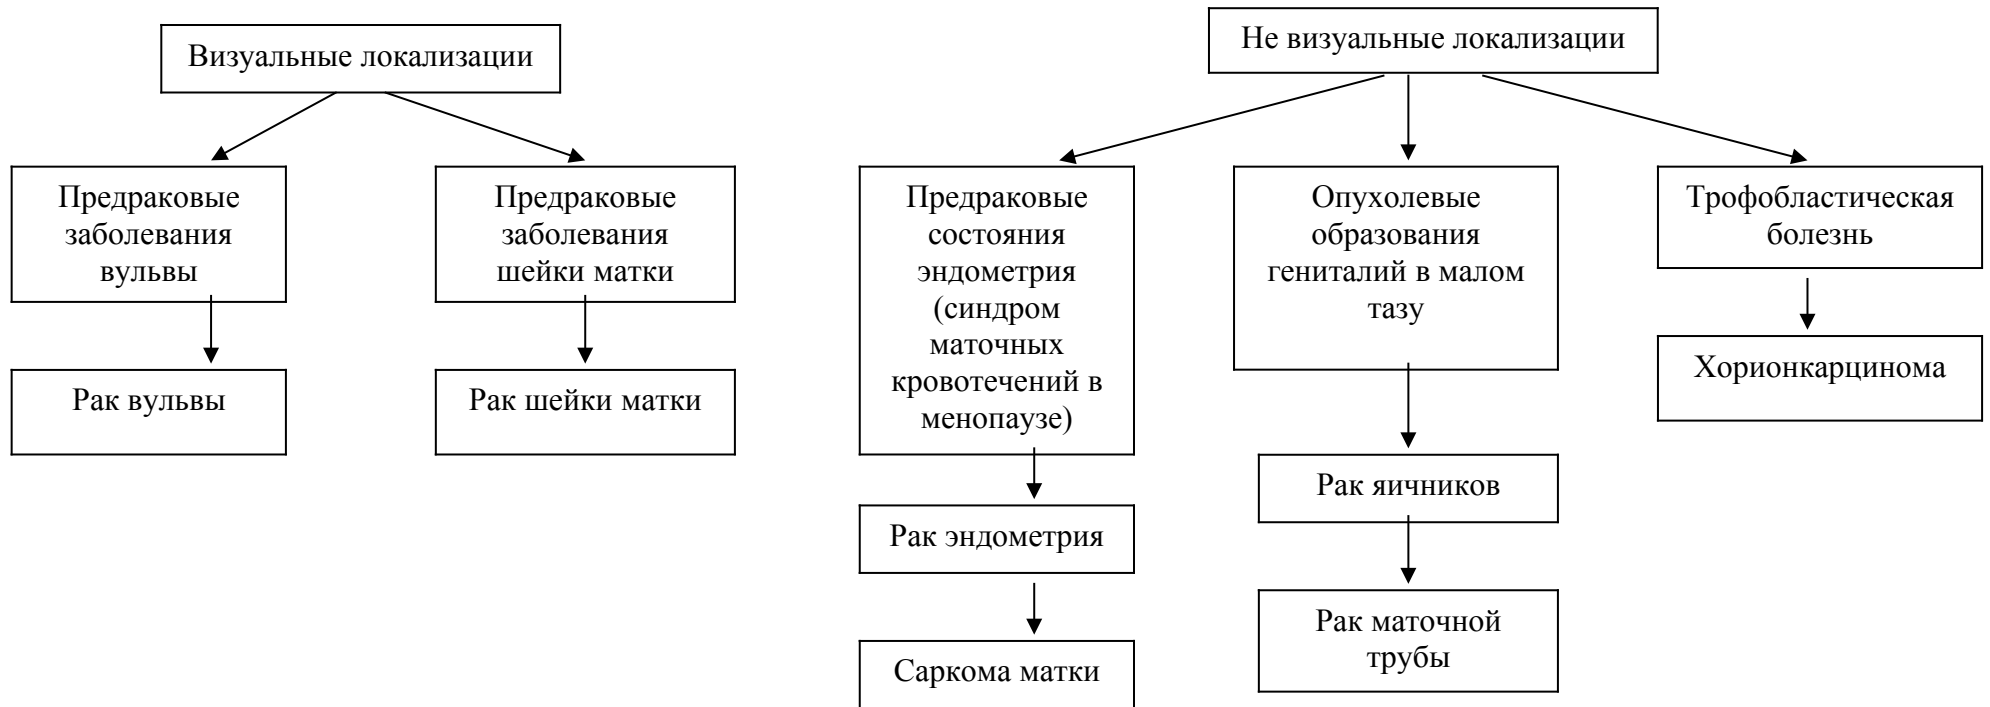 Визуальные локализации
Не визуальные локализации
Предраковые
заболевания
вульвы
Предраковые
заболевания
шейки матки
Предраковые
состояния
эндометрия
(синдром
маточных
кровотечений в
менопаузе)
Опухолевые
образования
гениталий в малом
тазу
Трофобластическая
болезнь
Рак вульвы
Рак шейки матки
Хорионкарцинома
Рак яичников
Рак эндометрия
Рак маточной
трубы
Саркома матки